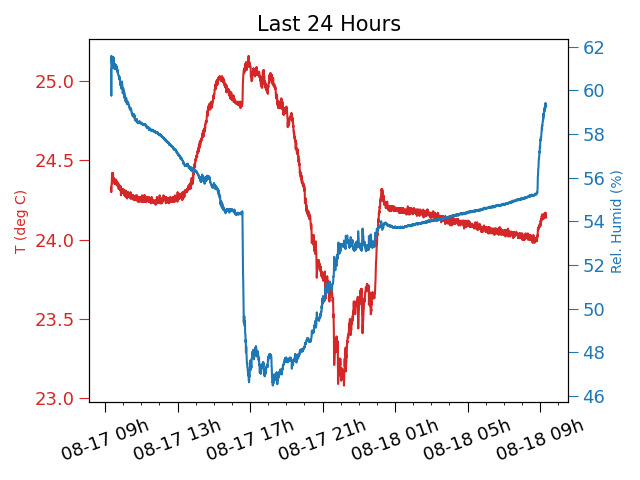 Last 24 Hours
25.0
24.5
24.0
23.5
23.0
T (deg C)
62
60
58
56
54
52
50
48
46
Rel. Humid (%)
08-17 09h
08-17 13h
08-17 17h
08-17 21h
08-18 01h
08-18 05h
08-18 09h